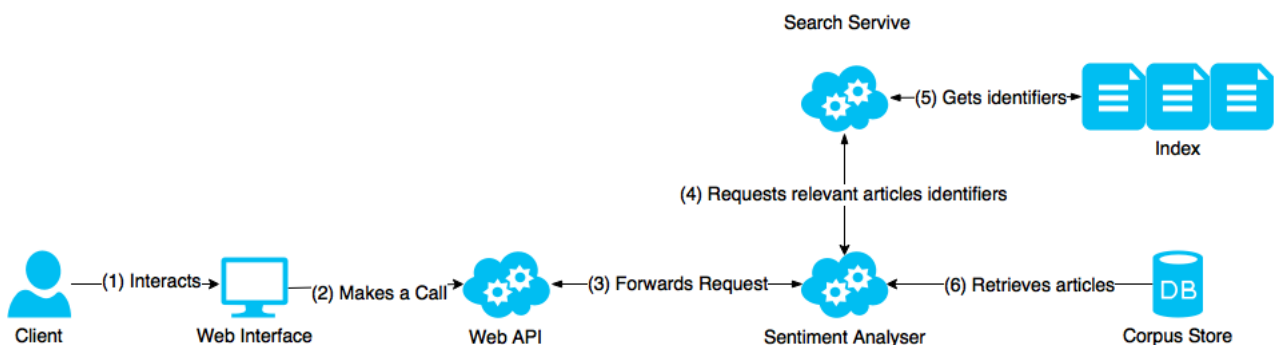 Search Servive
(5) Gets identifiers
Index
(4) Requests relevant articles identifiers
(1) Interacts
(2) Makes a Call
(3) Forwards Request
(6) Retrieves articles
DB
Client
Web Interface
Web API
Sentiment Analyser
Corpus Store